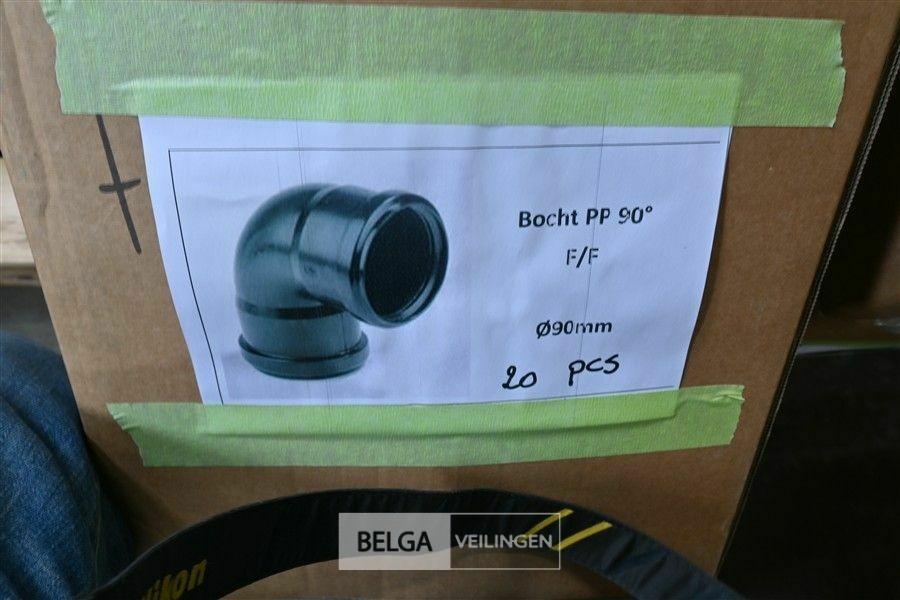 Bocht PP 90°
F/F
Ø90mm
20 pcs
BELGA VEILINGEN